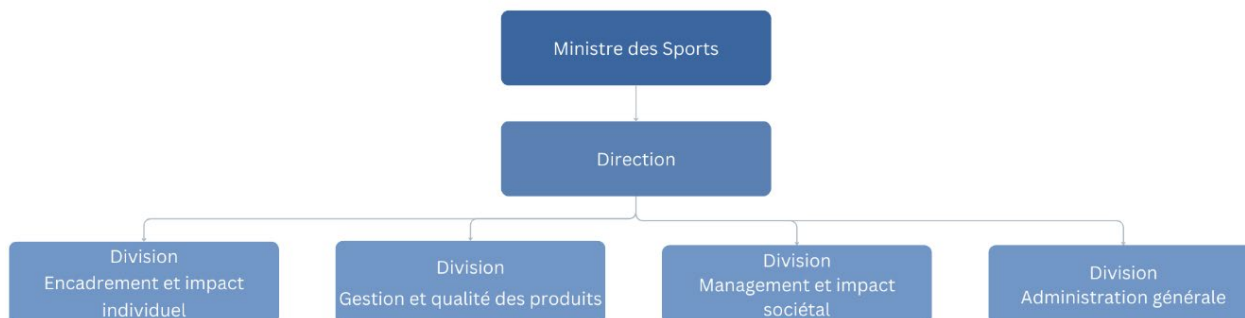 Ministre des Sports
Direction
Division
Encadrement et impact
individuel
Division
Gestion et qualité des produits
Division
Management et impact
sociétal
Division
Administration générale